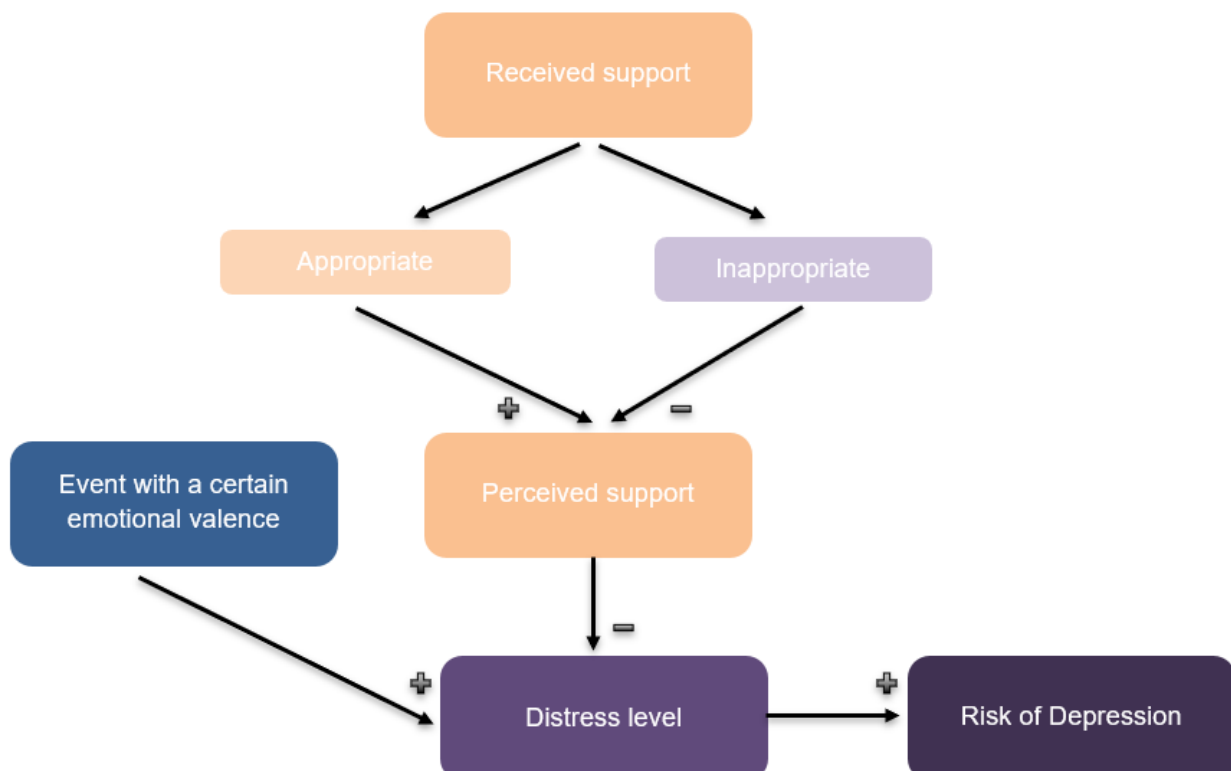 Received support
Appropriate
Inappropriate
+
−
Event with a certain
emotional valence
Perceived support
−
+
+
Distress level
Risk of Depression